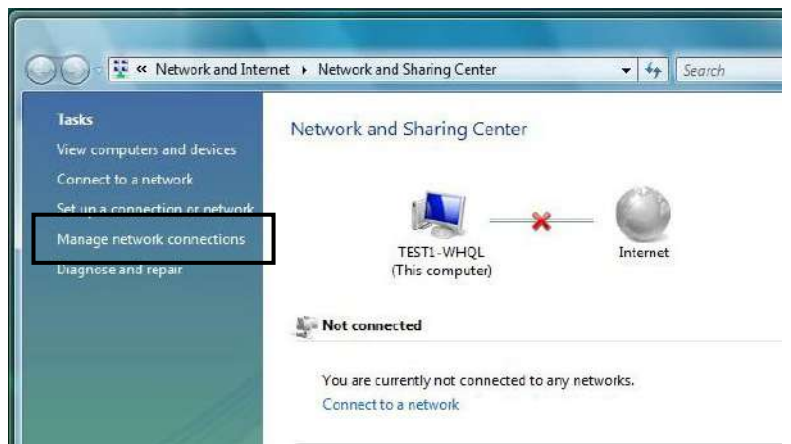 « Network and Internet ▸ Network and Sharing Center
Search
Tasks
View computers and devices
Connect to a network
Set up a connection or network
Manage network connections
Diagnose and repair
Network and Sharing Center
TEST1-WHQL
(This computer)
Internet
Not connected
You are currently not connected to any networks.
Connect to a network